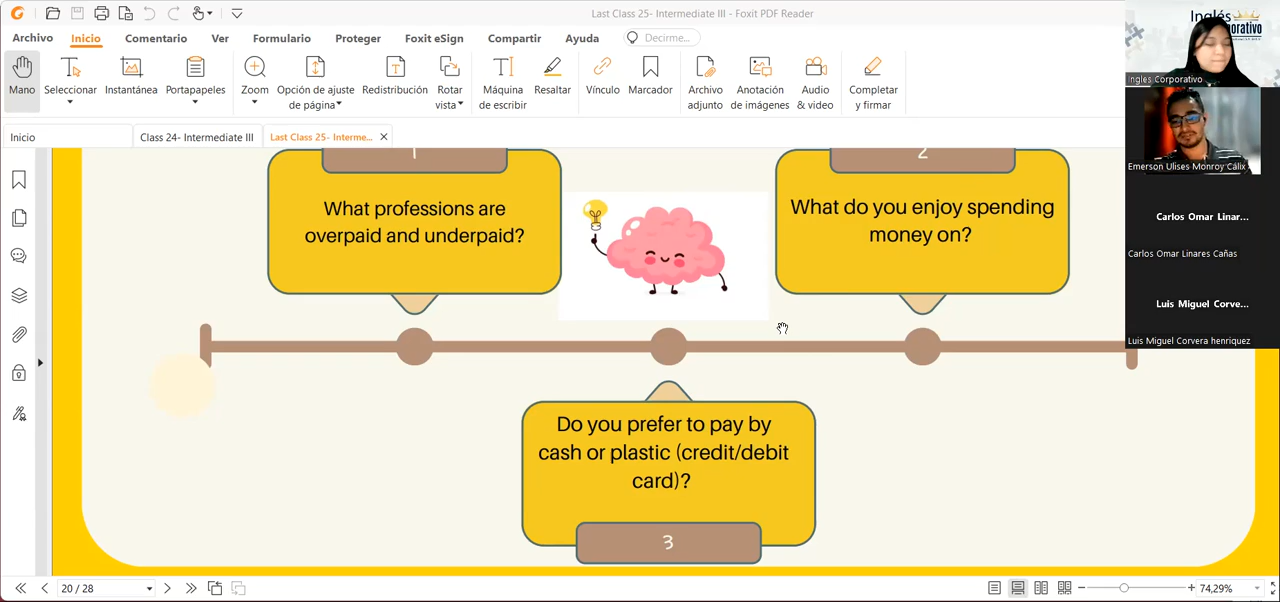 Last Class 25- Intermediate III - Foxit PDF Reader
Archivo Inicio Comentario Ver Formulario Proteger Foxit eSign Compartir Ayuda Decirme...
Mano Seleccionar Instantánea Portapapeles Zoom Opción de ajuste de página Redistribución Rotar vista Máquina de escribir Resaltar Vínculo Marcador Archivo adjunto Anotación de imágenes Audio & video Completar y firmar
Inicio Class 24- Intermediate III Last Class 25- Interme...
1
What professions are
overpaid and underpaid?
2
What do you enjoy spending
money on?
Do you prefer to pay by
cash or plastic (credit/debit
card)?
3
Inglés
Ingles Corporativo
Emerson Ulises Monroy Cálix
Carlos Omar Linar...
Carlos Omar Linares Cañas
Luis Miguel Corve...
Luis Miguel Corvera henriquez
20 / 28
74,29%